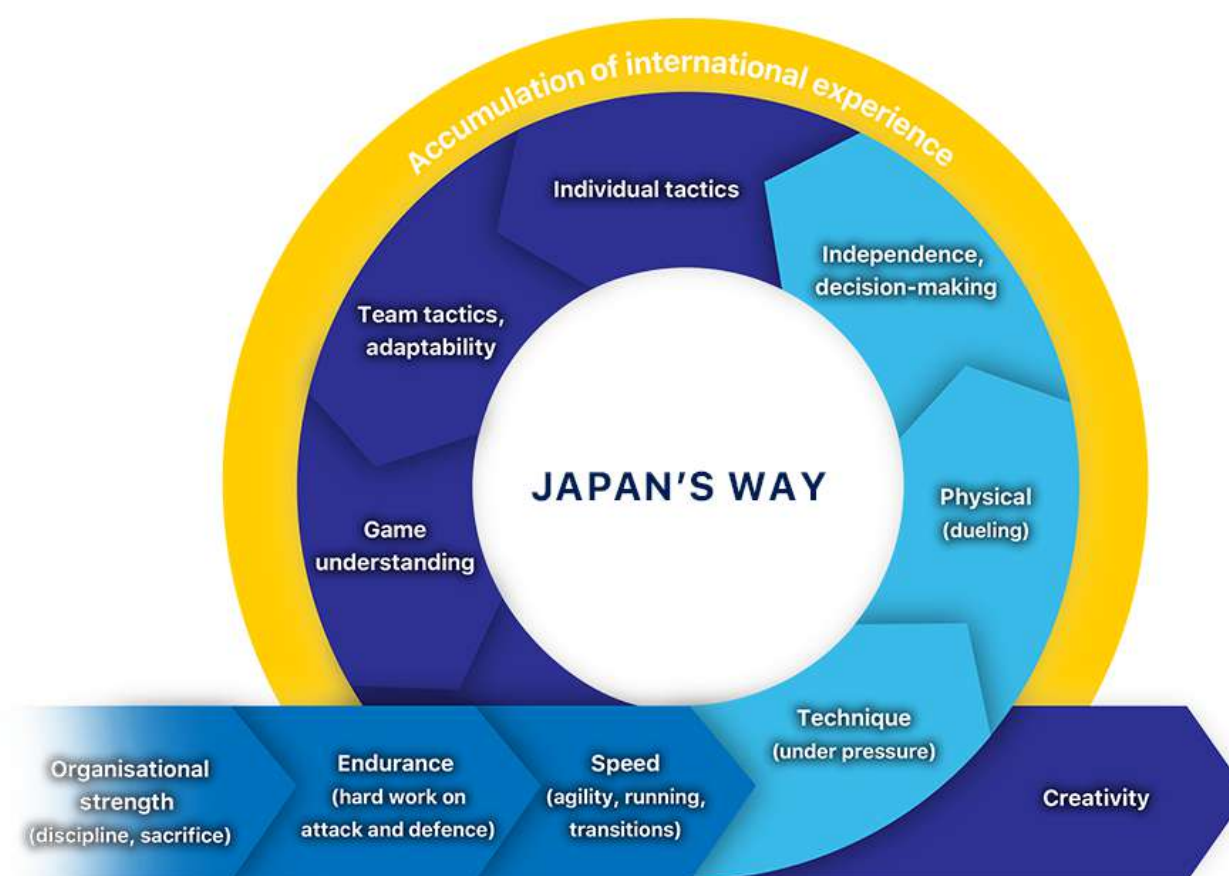 Accumulation of international experience
Individual tactics
Independence,
decision-making
Team tactics,
adaptability
JAPAN'S WAY
Physical
(dueling)
Game
understanding
Technique
(under pressure)
Organisational
strength
(discipline, sacrifice)
Endurance
(hard work on
attack and defence)
Speed
(agility, running,
transitions)
Creativity